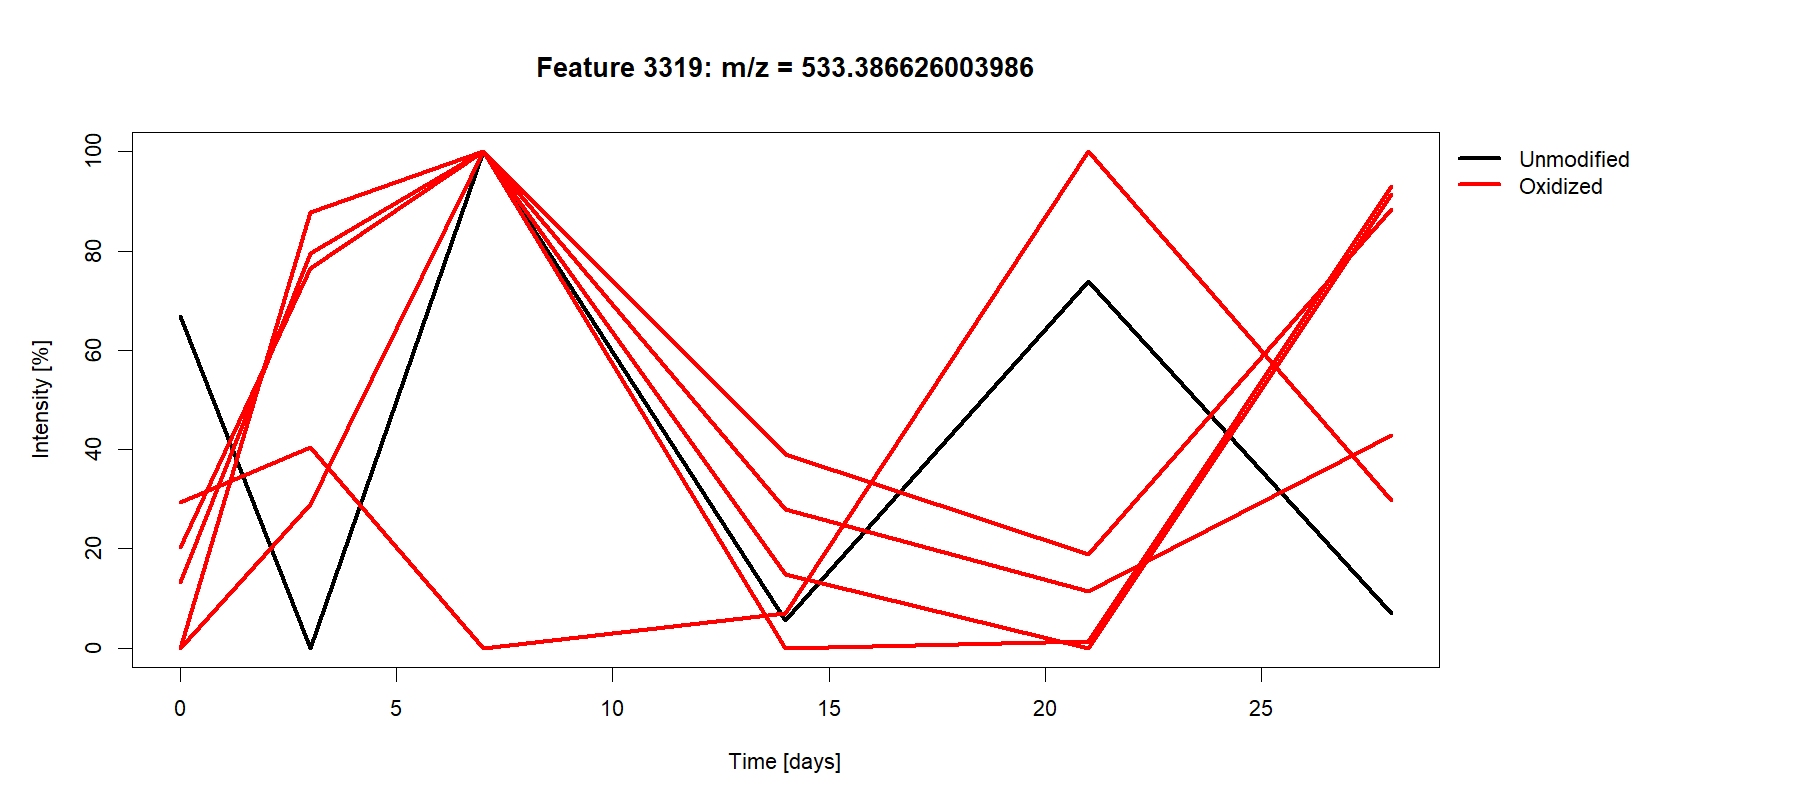 Feature 3319: m/z = 533.386626003986
Unmodified
Oxidized
Intensity [%]
100
80
60
40
20
0
0 5 10 15 20 25
Time [days]